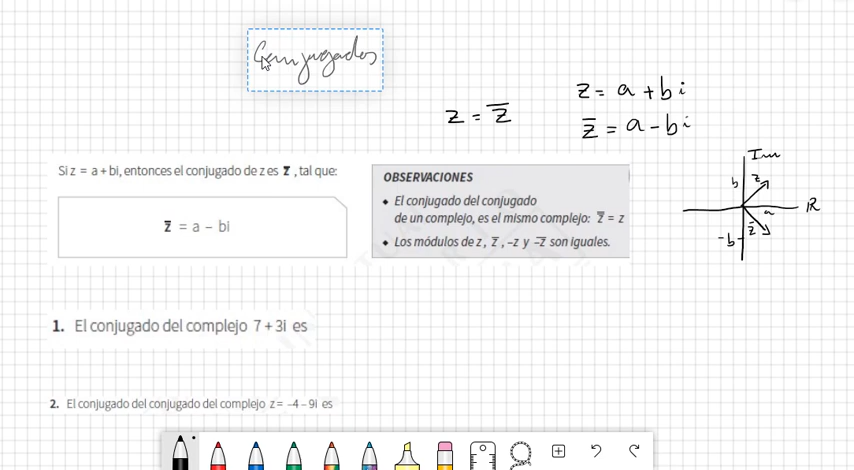 Conjugados
z = a + bi
z = z̅
z̅ = a - bi
Im
b
z
R
a
z̅
-b
Si z = a + bi, entonces el conjugado de z es z̅ , tal que:
z̅ = a – bi
OBSERVACIONES
• El conjugado del conjugado
de un complejo, es el mismo complejo: z̿ = z
• Los módulos de z , z̅ , –z y –z̅ son iguales.
1. El conjugado del complejo 7 + 3i es
2. El conjugado del conjugado del complejo z = –4 – 9i es